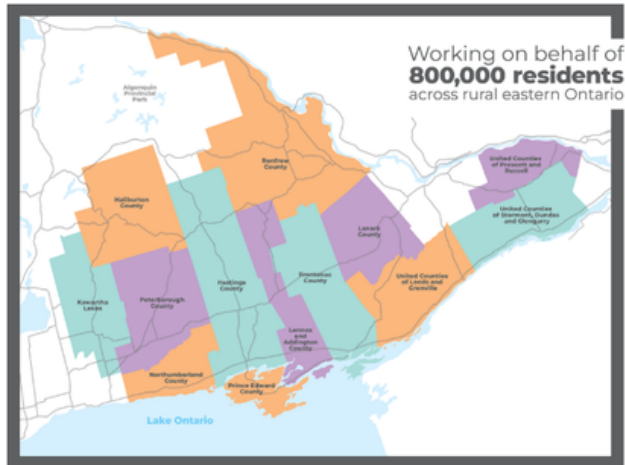 Working on behalf of
800,000 residents
across rural eastern Ontario
Algonquin
Provincial
Park
Renfrew
County
United Counties
of Prescott and
Russell
Haliburton
County
United Counties
of Stormont, Dundas
and Glengarry
Lanark
County
Kawartha
Lakes
Peterborough
County
Hastings
County
Frontenac
County
United Counties
of Leeds and
Grenville
Lennox
and
Addington
County
Northumberland
County
Prince Edward
County
Lake Ontario